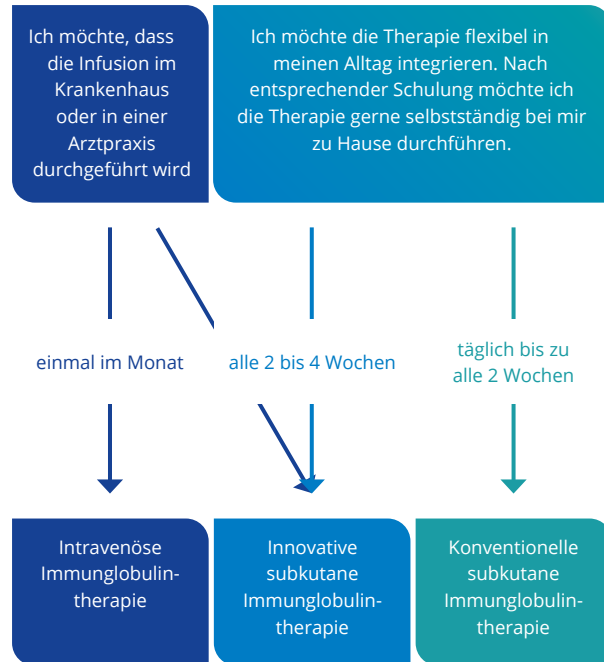 Ich möchte, dass
die Infusion im
Krankenhaus
oder in einer
Arztpraxis
durchgeführt wird
Ich möchte die Therapie flexibel in
meinen Alltag integrieren. Nach
entsprechender Schulung möchte ich
die Therapie gerne selbstständig bei mir
zu Hause durchführen.
einmal im Monat
alle 2 bis 4 Wochen
täglich bis zu
alle 2 Wochen
Intravenöse
Immunglobulin-
therapie
Innovative
subkutane
Immunglobulin-
therapie
Konventionelle
subkutane
Immunglobulin-
therapie